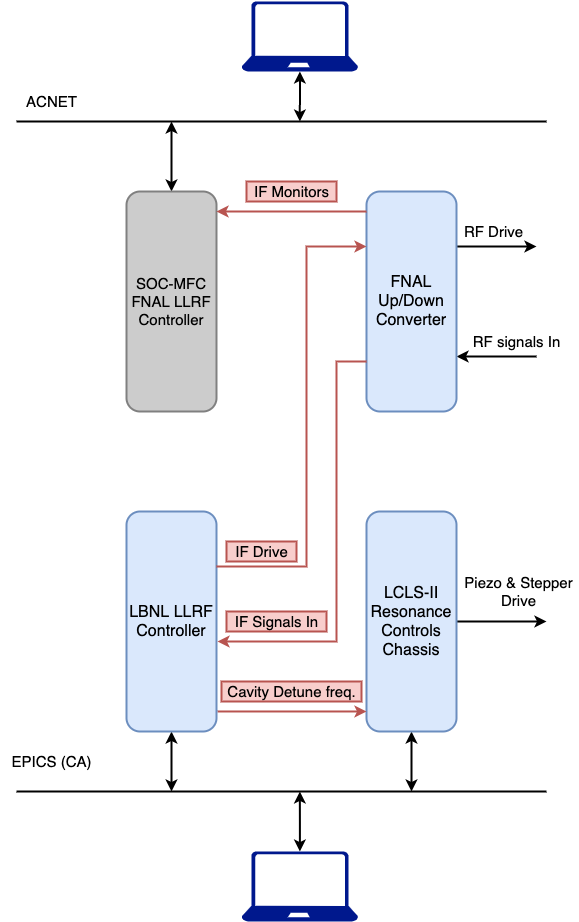 ACNET
IF Monitors
SOC-MFC
FNAL LLRF
Controller
FNAL
Up/Down
Converter
RF Drive
RF signals In
IF Drive
LBNL LLRF
Controller
IF Signals In
Cavity Detune freq.
LCLS-II
Resonance
Controls
Chassis
Piezo & Stepper
Drive
EPICS (CA)